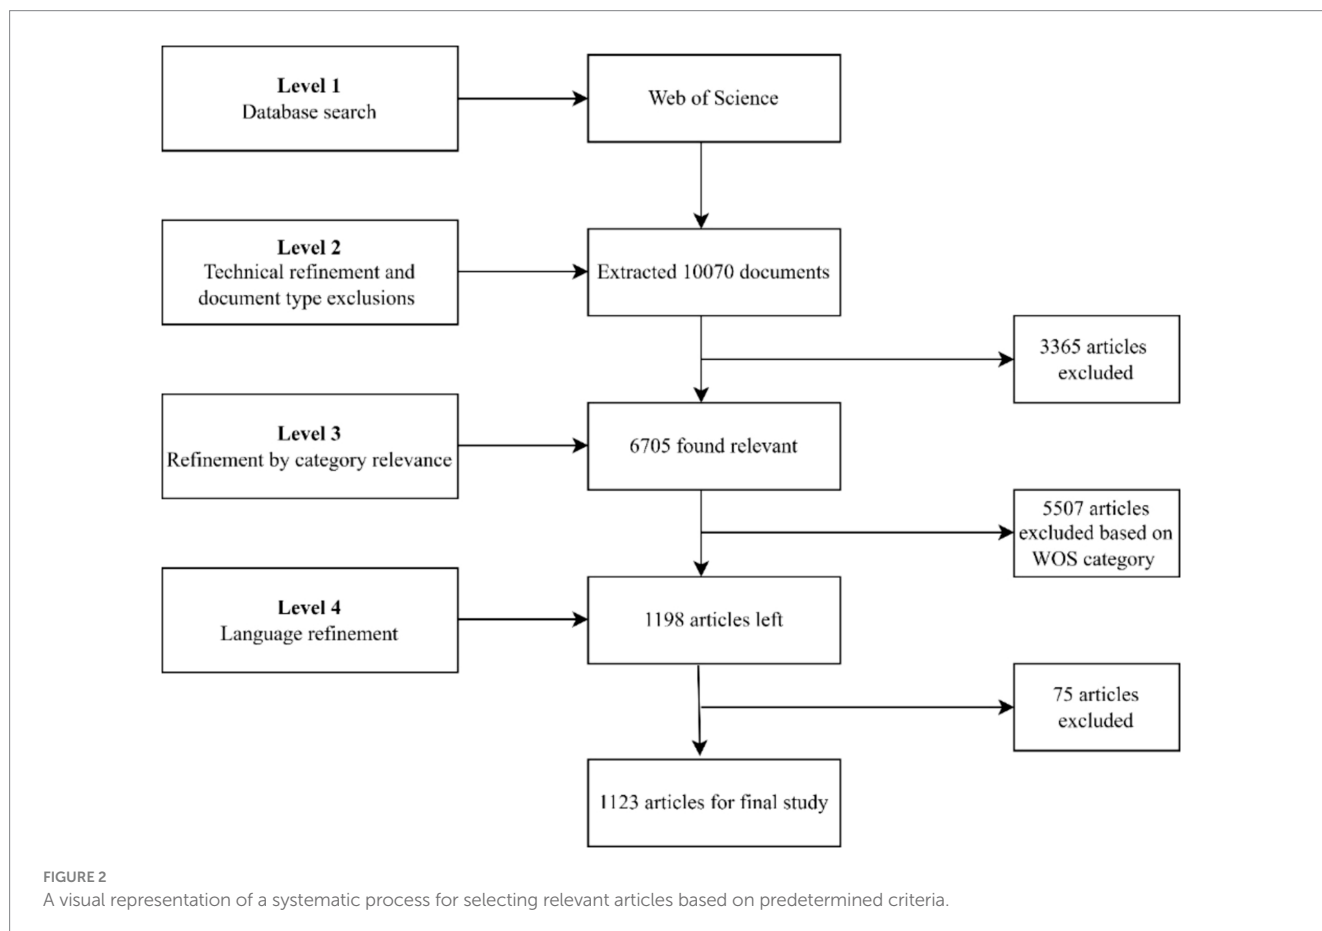 Level 1
Database search
Web of Science
Level 2
Technical refinement and
document type exclusions
Extracted 10070 documents
3365 articles
excluded
Level 3
Refinement by category relevance
6705 found relevant
5507 articles
excluded based on
WOS category
Level 4
Language refinement
1198 articles left
75 articles
excluded
1123 articles for final study
FIGURE 2
A visual representation of a systematic process for selecting relevant articles based on predetermined criteria.